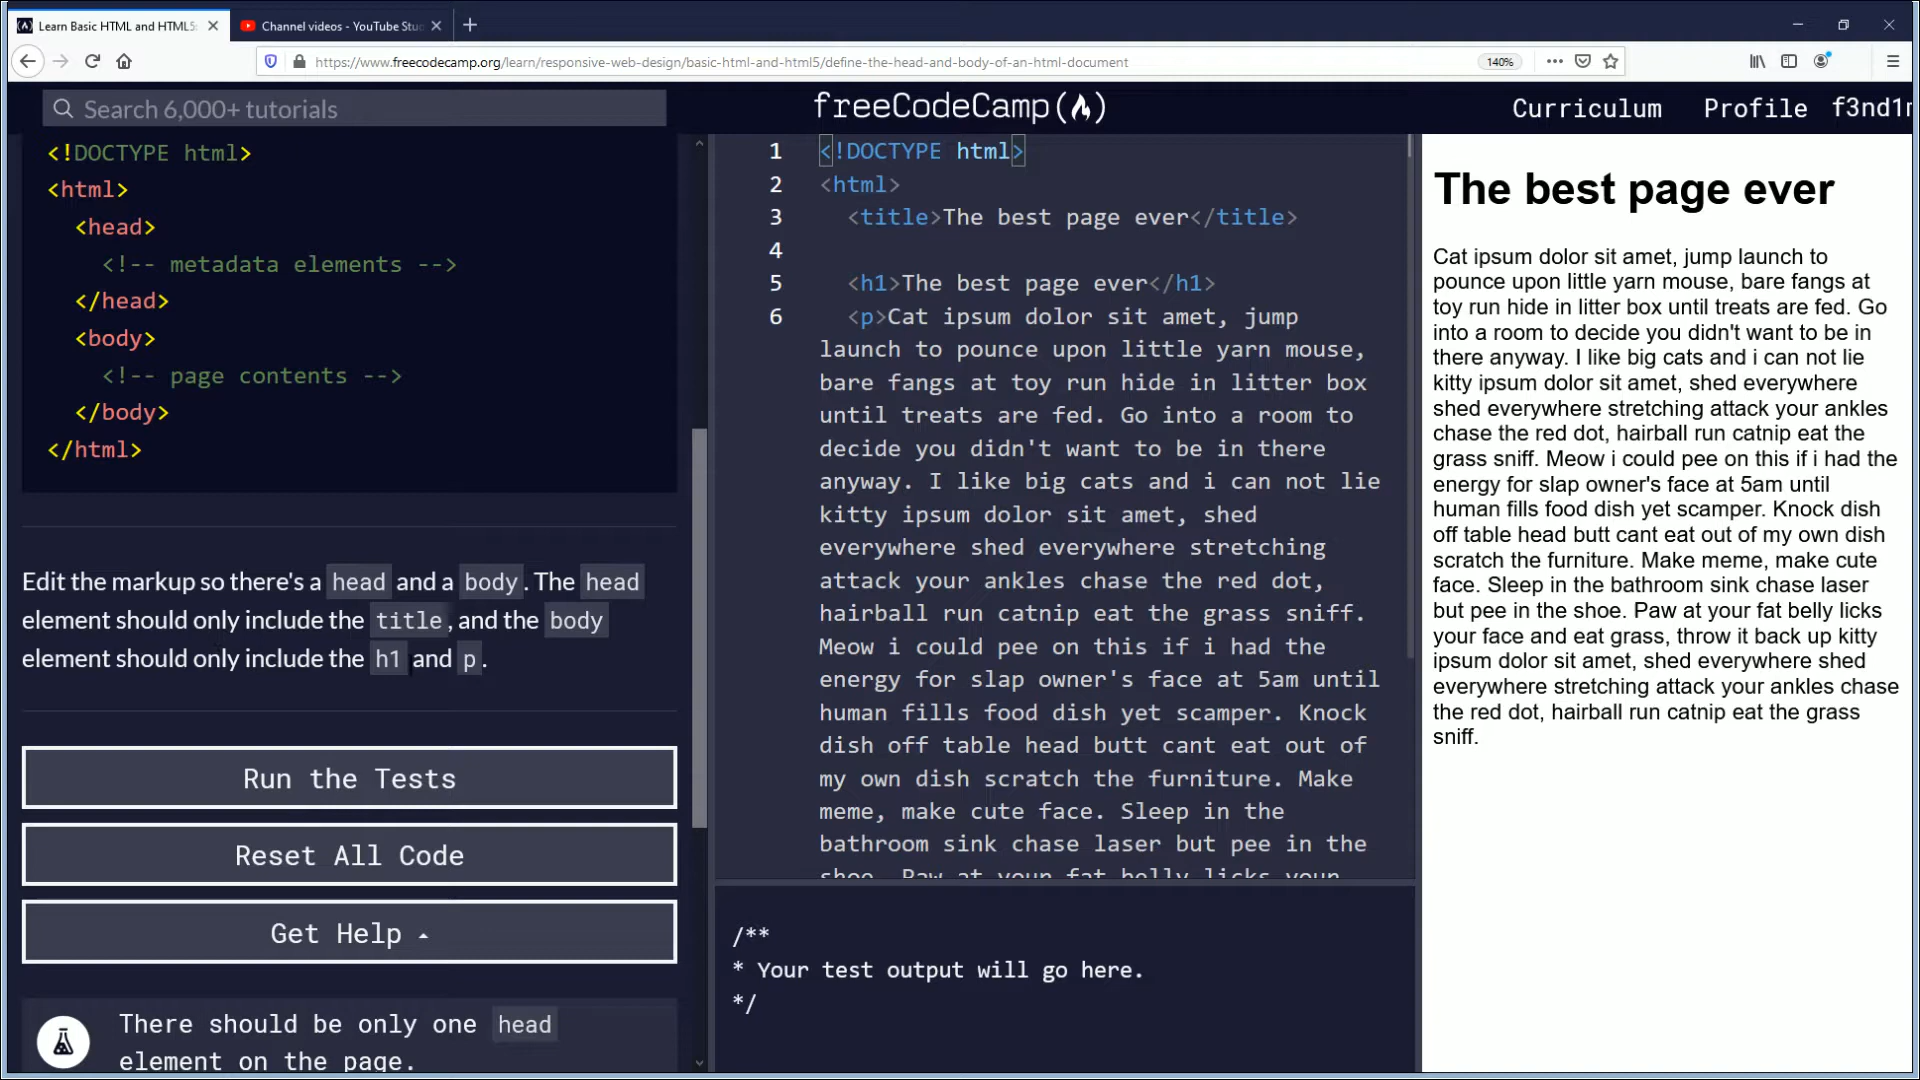 Learn Basic HTML and HTML5:
Channel videos - YouTube Stu
https://www.freecodecamp.org/learn/responsive-web-design/basic-html-and-html5/define-the-head-and-body-of-an-html-document
140%
Search 6,000+ tutorials
freeCodeCamp(
Curriculum
Profile
<!DOCTYPE html>
<html>
<head>
<!-- metadata elements -->
</head>
<body>
<!-- page contents -->
</body>
</html>
Edit the markup so there's a head and a body. The head
element should only include the title, and the body
element should only include the h1 and p.
Run the Tests
Reset All Code
Get Help
There should be only one head
element on the page.
1 <!DOCTYPE html>
2 <html>
3 <title>The best page ever</title>
4
5 <h1>The best page ever</h1>
6 <p>Cat ipsum dolor sit amet, jump
launch to pounce upon little yarn mouse,
bare fangs at toy run hide in litter box
until treats are fed. Go into a room to
decide you didn't want to be in there
anyway. I like big cats and i can not lie
kitty ipsum dolor sit amet, shed
everywhere shed everywhere stretching
attack your ankles chase the red dot,
hairball run catnip eat the grass sniff.
Meow i could pee on this if i had the
energy for slap owner's face at 5am until
human fills food dish yet scamper. Knock
dish off table head butt cant eat out of
my own dish scratch the furniture. Make
meme, make cute face. Sleep in the
bathroom sink chase laser but pee in the
shoe. Paw at your fat belly licks your
/**
* Your test output will go here.
*/
The best page ever
Cat ipsum dolor sit amet, jump launch to
pounce upon little yarn mouse, bare fangs at
toy run hide in litter box until treats are fed. Go
into a room to decide you didn't want to be in
there anyway. I like big cats and i can not lie
kitty ipsum dolor sit amet, shed everywhere
shed everywhere stretching attack your ankles
chase the red dot, hairball run catnip eat the
grass sniff. Meow i could pee on this if i had the
energy for slap owner's face at 5am until
human fills food dish yet scamper. Knock dish
off table head butt cant eat out of my own dish
scratch the furniture. Make meme, make cute
face. Sleep in the bathroom sink chase laser
but pee in the shoe. Paw at your fat belly licks
your face and eat grass, throw it back up kitty
ipsum dolor sit amet, shed everywhere shed
everywhere stretching attack your ankles chase
the red dot, hairball run catnip eat the grass
sniff.